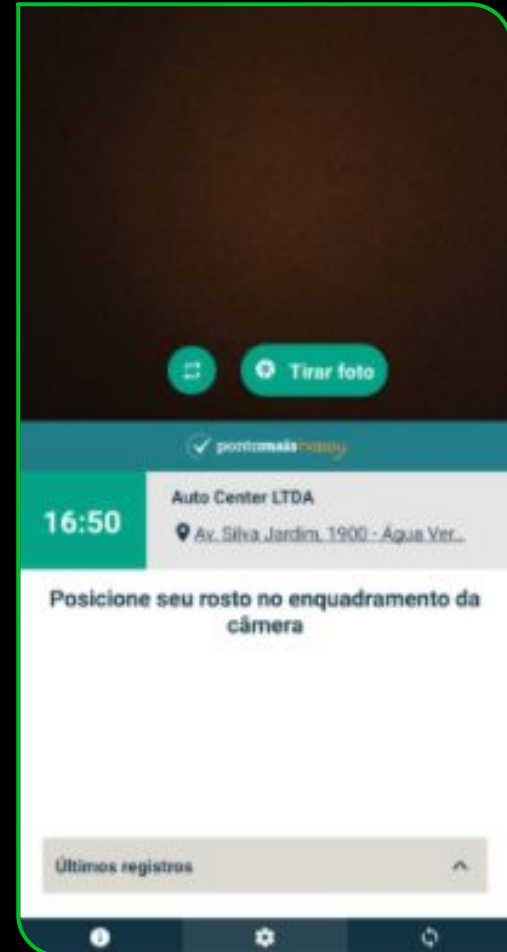 Tirar foto
pontomais
16:50
Auto Center LTDA
Av. Silva Jardim, 1900 - Água Ver...
Posicione seu rosto no enquadramento da
câmera
Últimos registros